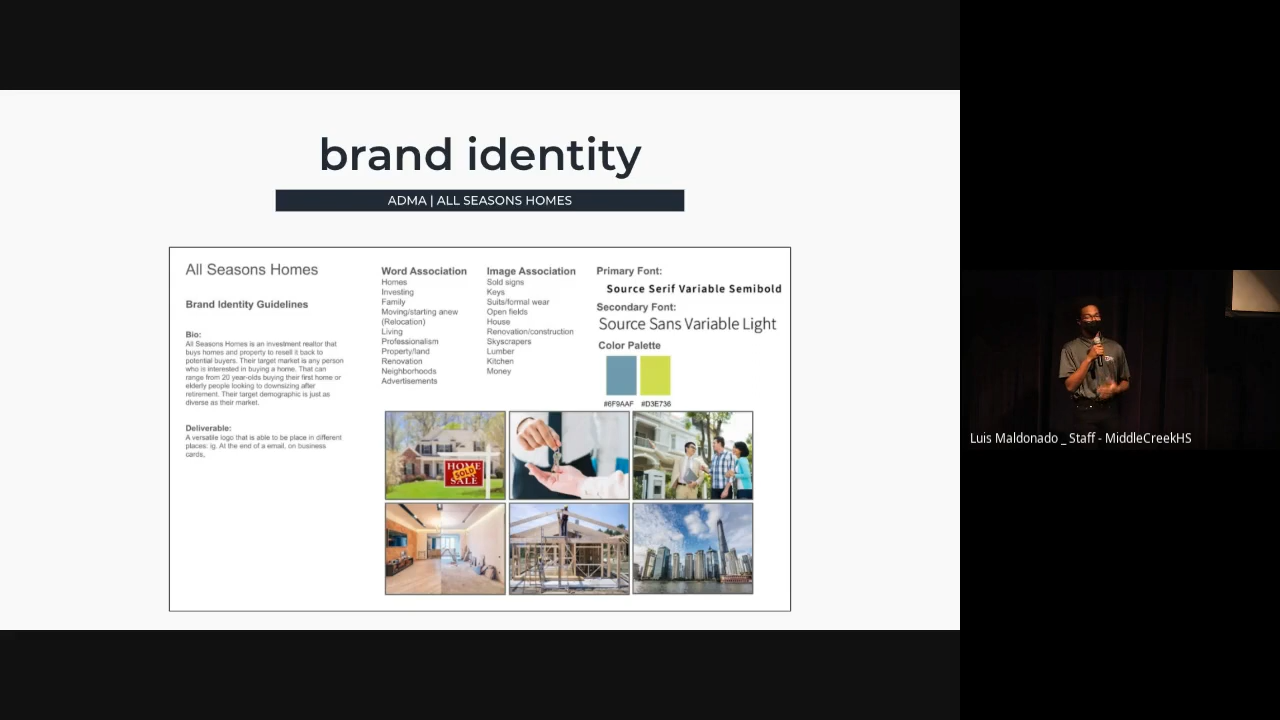 brand identity
ADMA | ALL SEASONS HOMES
All Seasons Homes
Brand Identity Guidelines
Bio:
All Seasons Homes is an investment realtor that
buys homes and property to resell it back to
potential buyers. Their target market is any person
who is interested in buying a home. That can
range from 20 year-olds buying their first home or
elderly people looking to downsizing after
retirement. Their target demographic is just as
diverse as their market.
Deliverable:
A versatile logo that is able to be place in different
places: ig. At the end of a email, on business
cards,
Word Association
Homes
Investing
Family
Moving/starting anew
(Relocation)
Living
Professionalism
Property/land
Renovation
Neighborhoods
Advertisements
Image Association
Sold signs
Keys
Suits/formal wear
Open fields
House
Renovation/construction
Skyscrapers
Lumber
Kitchen
Money
Primary Font:
Source Serif Variable Semibold
Secondary Font:
Source Sans Variable Light
Color Palette
#6F9AAF #D3E736
HOME
SOLD
SALE
Luis Maldonado _ Staff - MiddleCreekHS